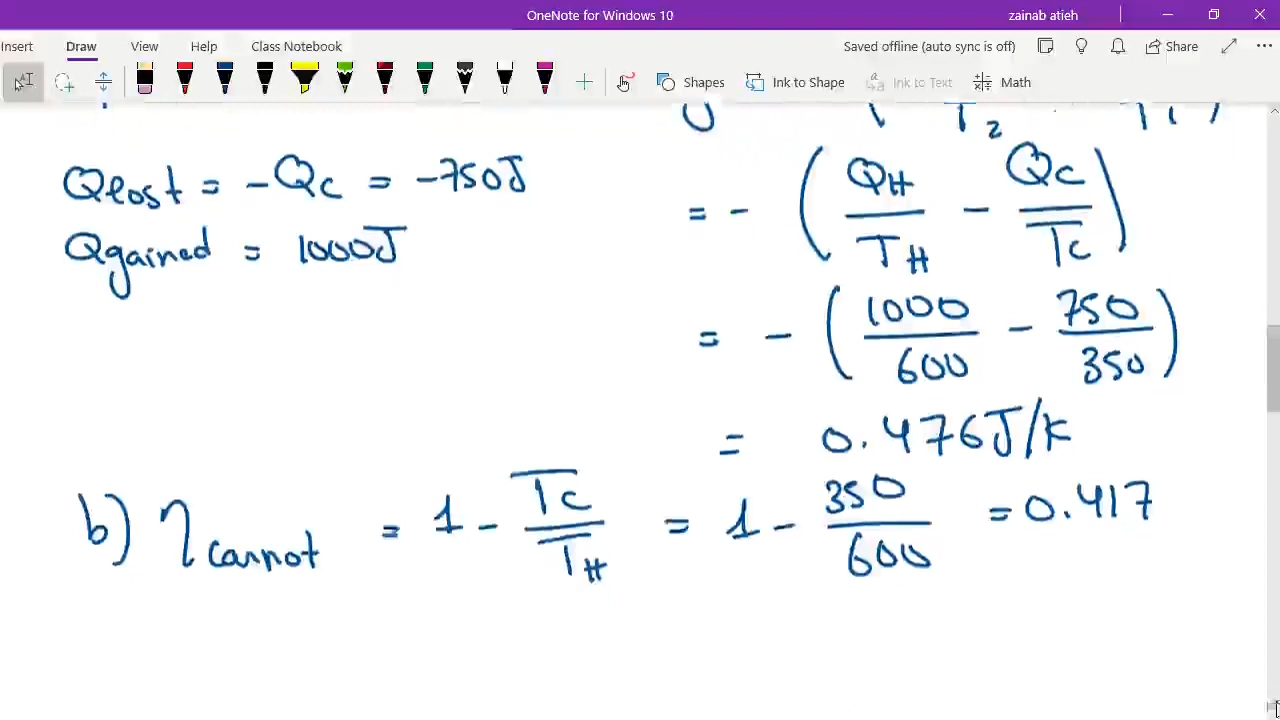 OneNote for Windows 10
zainab atieh
Insert Draw View Help Class Notebook
Saved offline (auto sync is off) Share
Shapes Ink to Shape Ink to Text Math
T2
Qlost = -Qc = -750J
= - (QH/TH - Qc/Tc)
Qgained = 1000J
= - (1000/600 - 750/350)
= 0.476J/K
b) η cannot = 1 - Tc/TH = 1 - 350/600 = 0.417